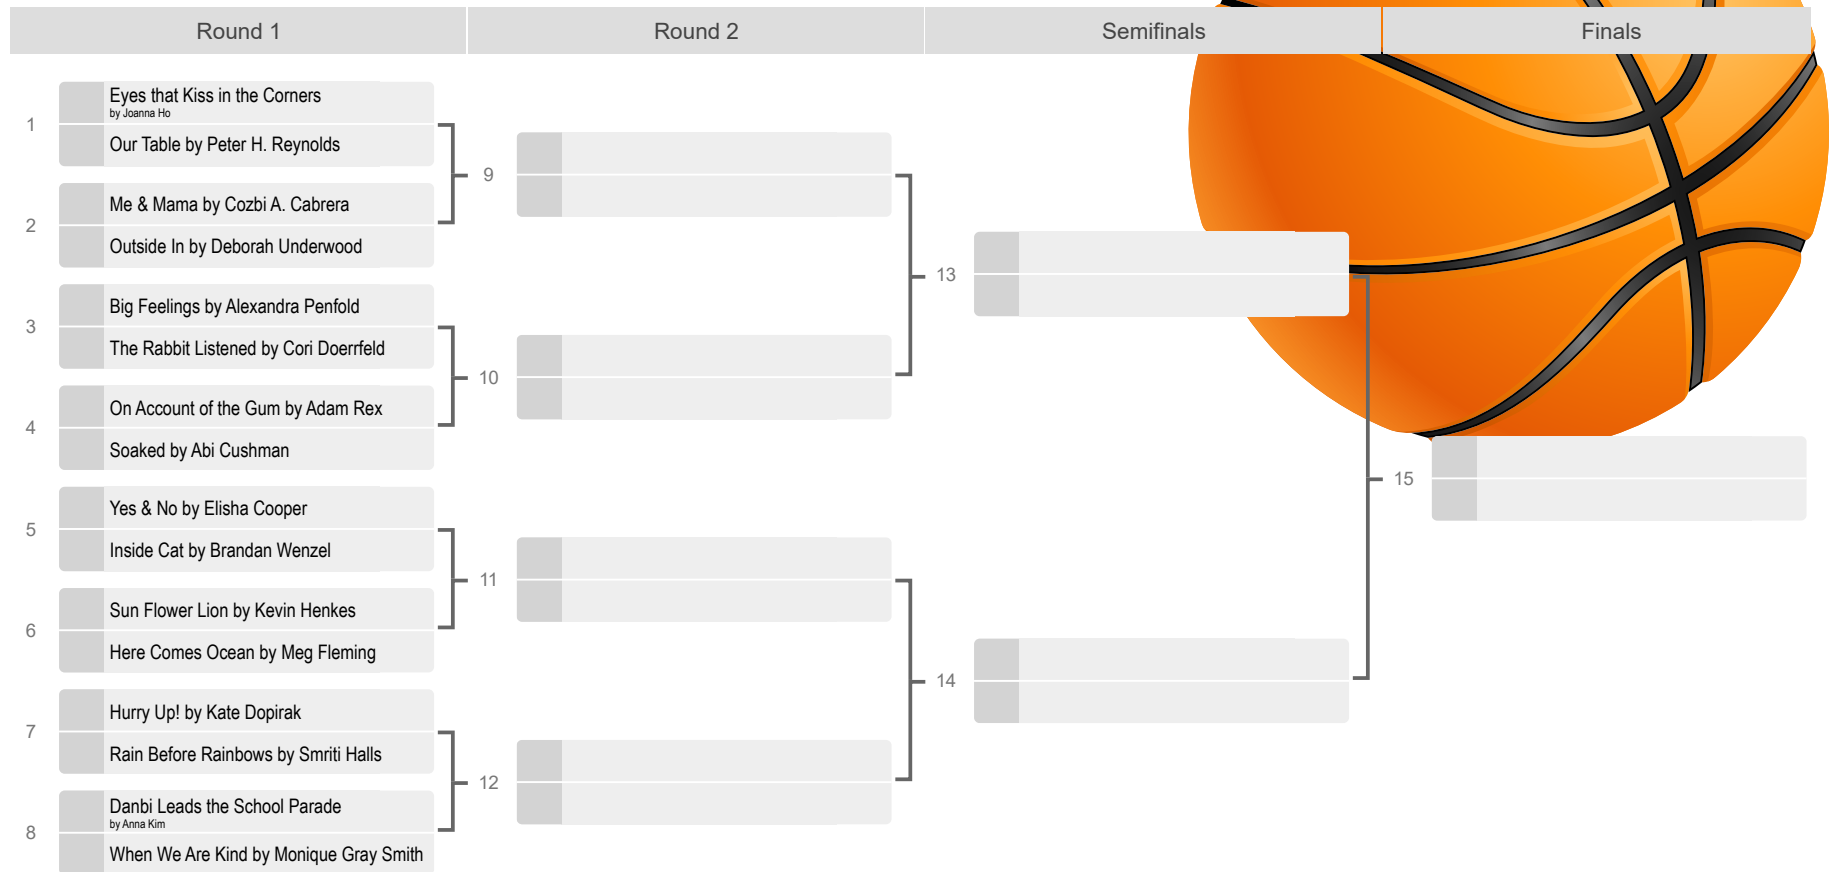 Round 1
Round 2
Semifinals
Finals
1
Eyes that Kiss in the Corners
by Joanna Ho
Our Table by Peter H. Reynolds
2
Me & Mama by Cozbi A. Cabrera
Outside In by Deborah Underwood
3
Big Feelings by Alexandra Penfold
The Rabbit Listened by Cori Doerrfeld
4
On Account of the Gum by Adam Rex
Soaked by Abi Cushman
5
Yes & No by Elisha Cooper
Inside Cat by Brandan Wenzel
6
Sun Flower Lion by Kevin Henkes
Here Comes Ocean by Meg Fleming
7
Hurry Up! by Kate Dopirak
Rain Before Rainbows by Smriti Halls
8
Danbi Leads the School Parade
by Anna Kim
When We Are Kind by Monique Gray Smith
9
10
11
12
13
14
15